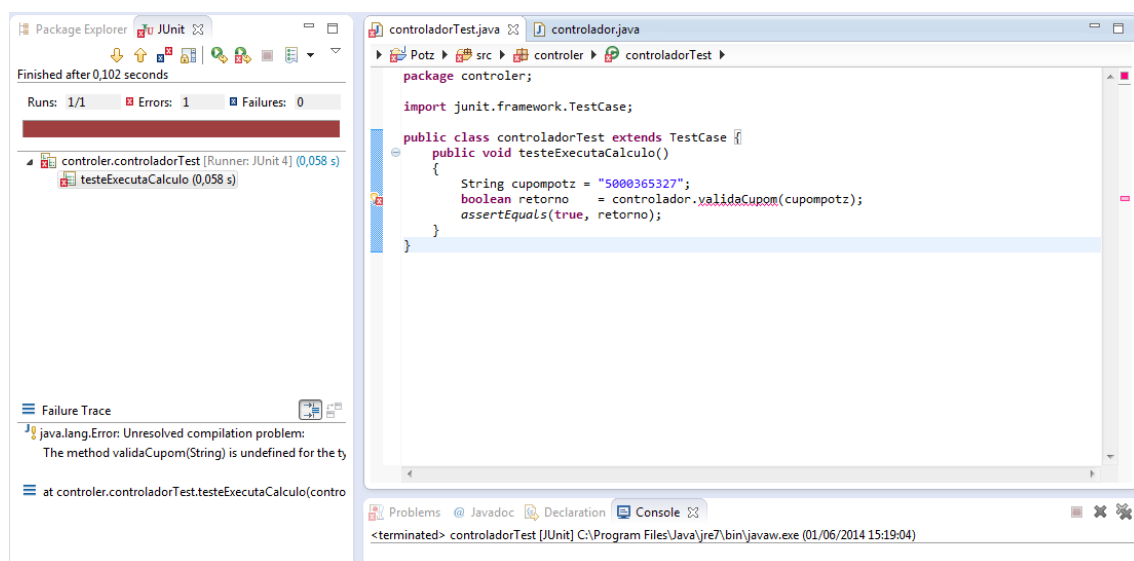 Package Explorer JUnit
Finished after 0,102 seconds
Runs: 1/1 Errors: 1 Failures: 0
controler.controladorTest [Runner: JUnit 4] (0,058 s)
testeExecutaCalculo (0,058 s)
Failure Trace
java.lang.Error: Unresolved compilation problem:
The method validaCupom(String) is undefined for the ty
at controler.controladorTest.testeExecutaCalculo(contro
controladorTest.java controlador.java
Potz src controler controladorTest
package controler;
import junit.framework.TestCase;
public class controladorTest extends TestCase {
public void testeExecutaCalculo()
{
String cupompotz = "5000365327";
boolean retorno = controlador.validaCupom(cupompotz);
assertEquals(true, retorno);
}
}
Problems @ Javadoc Declaration Console
<terminated> controladorTest [JUnit] C:\Program Files\Java\jre7\bin\javaw.exe (01/06/2014 15:19:04)